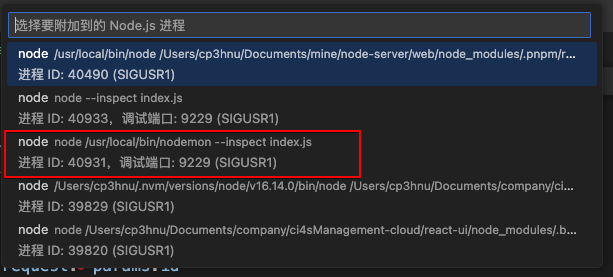 选择要附加到的 Node.js 进程
node /usr/local/bin/node /Users/cp3hnu/Documents/mine/node-server/web/node_modules/.pnpm/r...
进程 ID: 40490 (SIGUSR1)
node node --inspect index.js
进程 ID: 40933，调试端口: 9229 (SIGUSR1)
node node /usr/local/bin/nodemon --inspect index.js
进程 ID: 40931，调试端口: 9229 (SIGUSR1)
node /Users/cp3hnu/.nvm/versions/node/v16.14.0/bin/node /Users/cp3hnu/Documents/company/ci...
进程 ID: 39829 (SIGUSR1)
node node /Users/cp3hnu/Documents/company/ci4sManagement-cloud/react-ui/node_modules/.b...
进程 ID: 39820 (SIGUSR1)